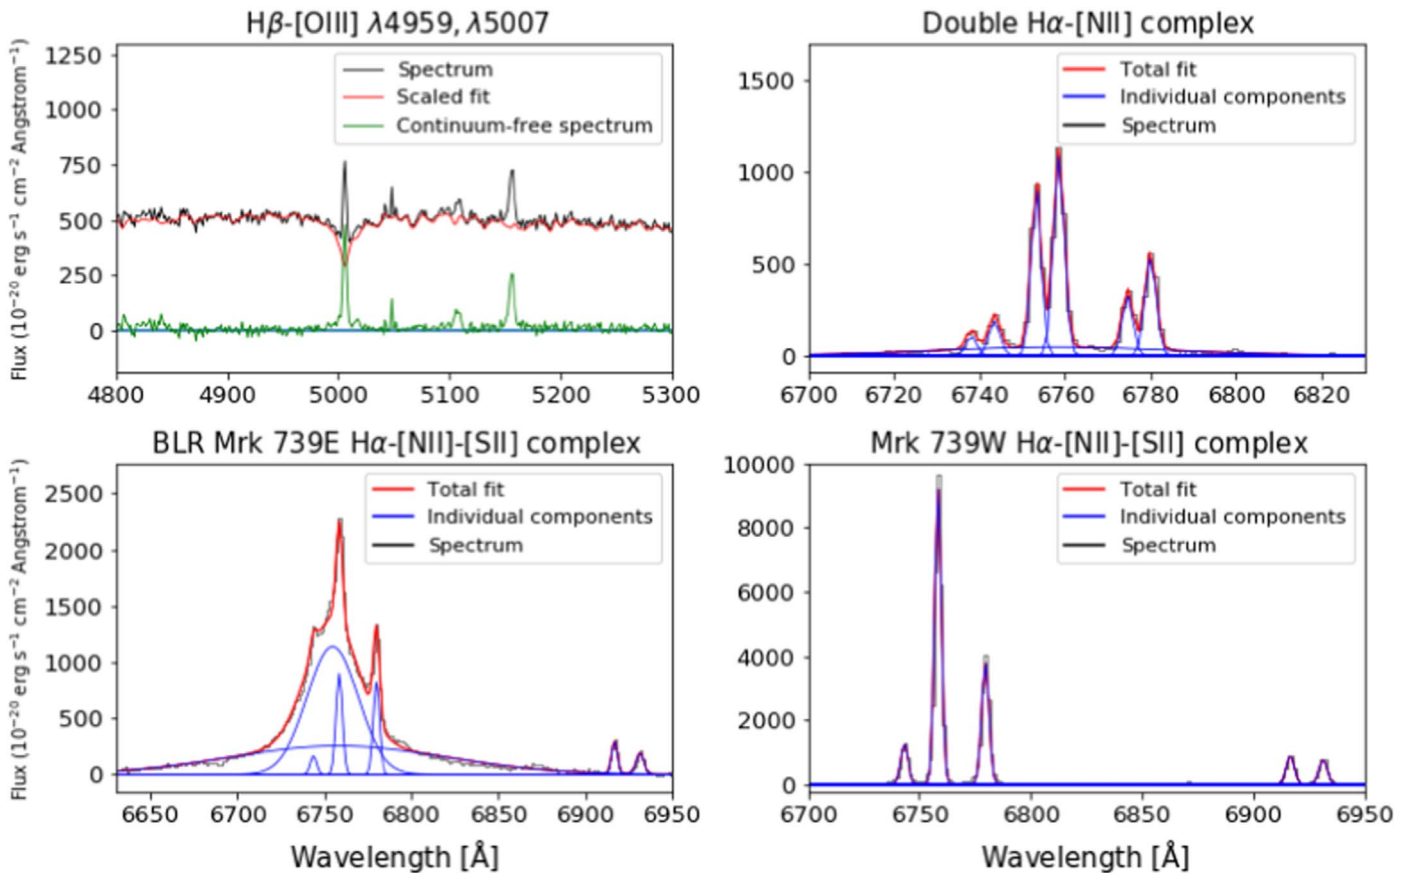 Hβ-[OIII] λ4959, λ5007
Flux (10⁻²⁰ erg s⁻¹ cm⁻² Angstrom⁻¹)
1250
1000
750
500
250
0
Spectrum
Scaled fit
Continuum-free spectrum
4800 4900 5000 5100 5200 5300
Double Hα-[NII] complex
1500
1000
500
0
Total fit
Individual components
Spectrum
6700 6720 6740 6760 6780 6800 6820
BLR Mrk 739E Hα-[NII]-[SII] complex
Flux (10⁻²⁰ erg s⁻¹ cm⁻² Angstrom⁻¹)
2500
2000
1500
1000
500
0
Total fit
Individual components
Spectrum
6650 6700 6750 6800 6850 6900 6950
Wavelength [Å]
Mrk 739W Hα-[NII]-[SII] complex
10000
8000
6000
4000
2000
0
Total fit
Individual components
Spectrum
6700 6750 6800 6850 6900 6950
Wavelength [Å]